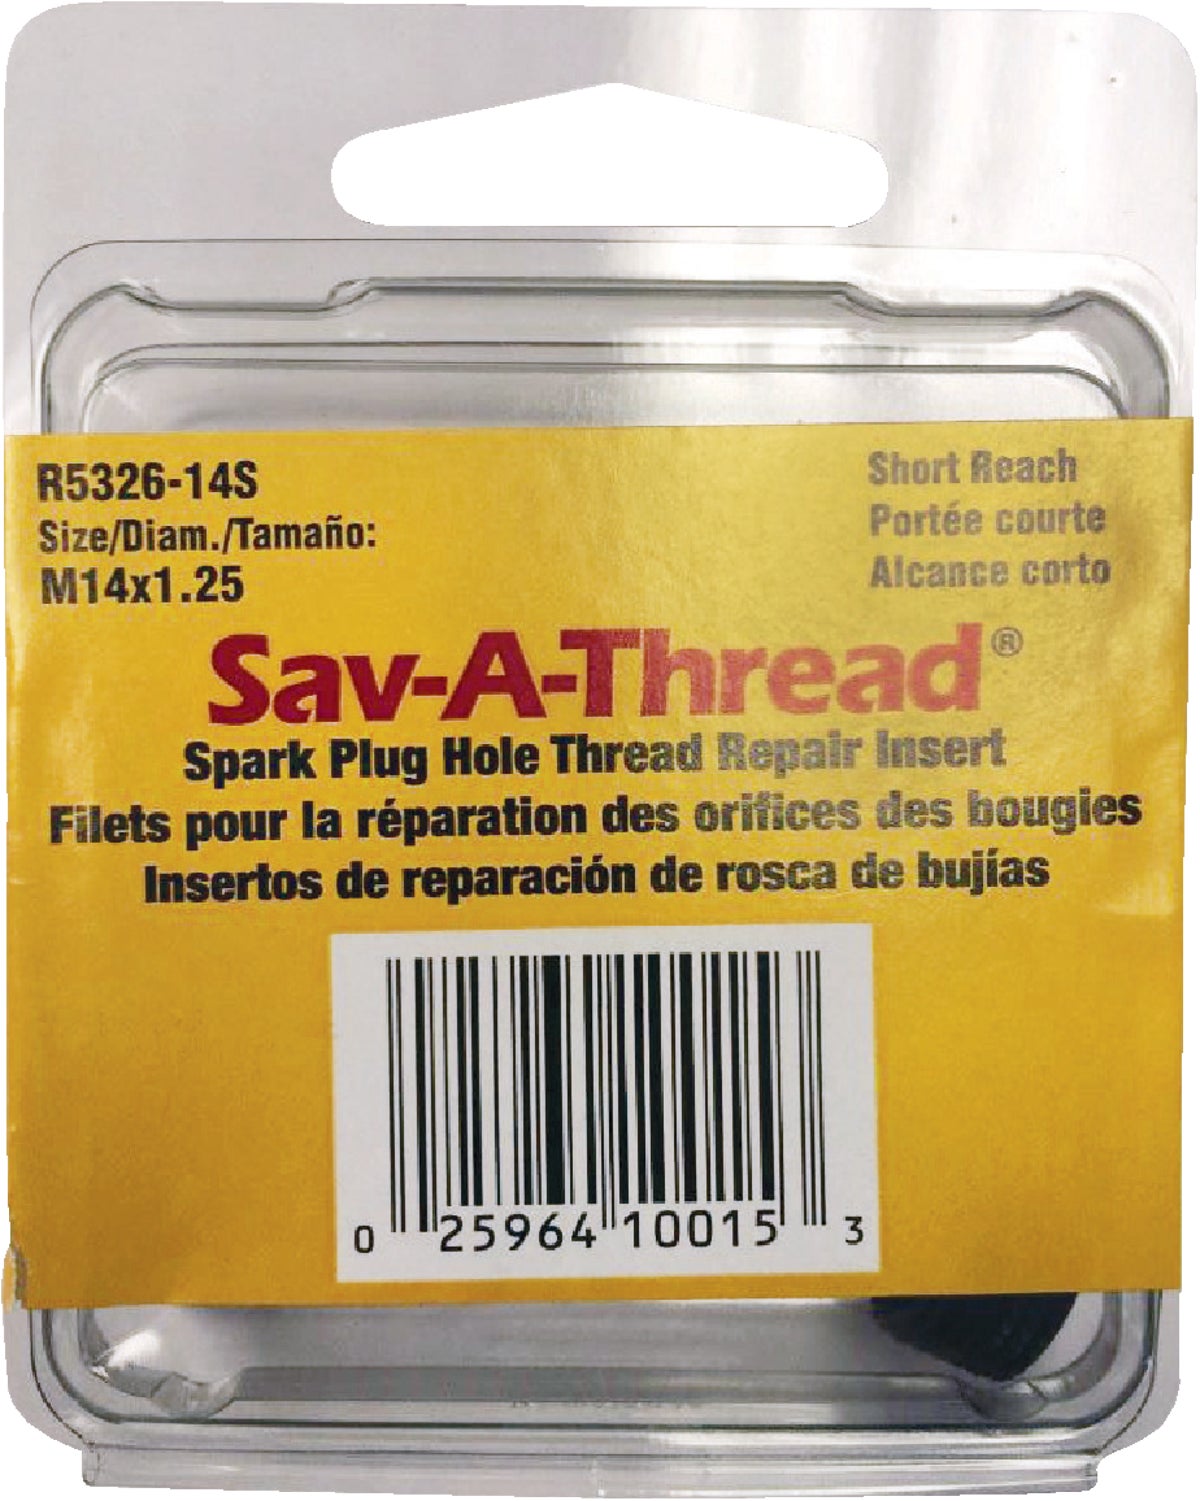 R5326-14S
Size/Diam./Tamaño:
M14x1.25
Short Reach
Portée courte
Alcance corto
Sav-A-Thread®
Spark Plug Hole Thread Repair Insert
Filets pour la réparation des orifices des bougies
Insertos de reparación de rosca de bujías
0 25964 10015 3